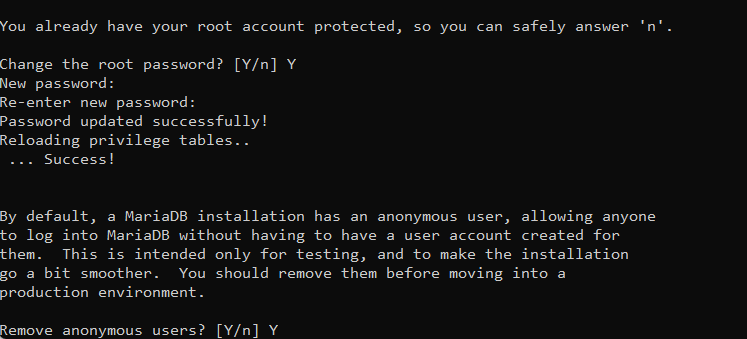 You already have your root account protected, so you can safely answer 'n'.
Change the root password? [Y/n] Y
New password:
Re-enter new password:
Password updated successfully!
Reloading privilege tables..
 ... Success!
By default, a MariaDB installation has an anonymous user, allowing anyone
to log into MariaDB without having to have a user account created for
them.  This is intended only for testing, and to make the installation
go a bit smoother.  You should remove them before moving into a
production environment.
Remove anonymous users? [Y/n] Y